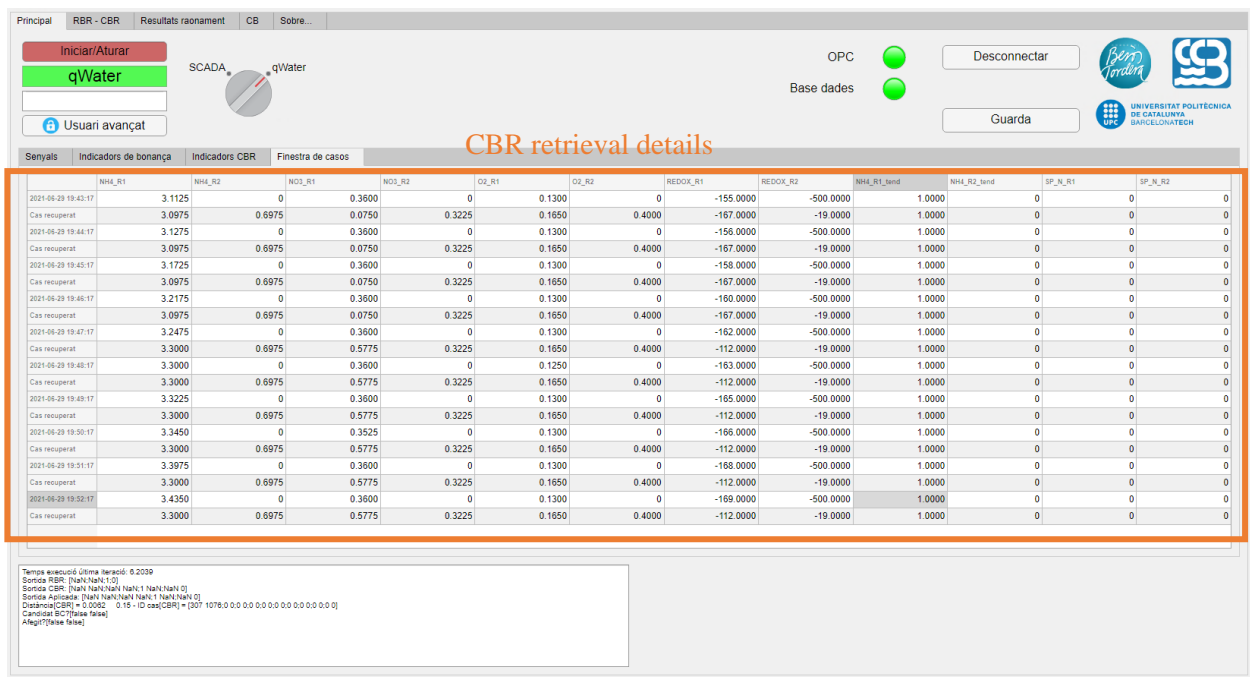 Principal RBR - CBR Resultats raonament CB Sobre...
Iniciar/Aturar
qWater
Usuari avançat
SCADA qWater
OPC
Base dades
Desconnectar
Guarda
Bem
Torderà
CSB
UPC
UNIVERSITAT POLITÈCNICA
DE CATALUNYA
BARCELONATECH
CBR retrieval details
Senyals Indicadors de bonança Indicadors CBR Finestra de casos
NH4_R1 NH4_R2 NO3_R1 NO3_R2 O2_R1 O2_R2 REDOX_R1 REDOX_R2 NH4_R1_tend NH4_R2_tend SP_N_R1 SP_N_R2
2021-06-29 19:43:17 3.1125 0 0.3600 0 0.1300 0 -155.0000 -500.0000 1.0000 0 0 0
Cas recuperat 3.0975 0.6975 0.0750 0.3225 0.1650 0.4000 -167.0000 -19.0000 1.0000 0 0 0
2021-06-29 19:44:17 3.1275 0 0.3600 0 0.1300 0 -156.0000 -500.0000 1.0000 0 0 0
Cas recuperat 3.0975 0.6975 0.0750 0.3225 0.1650 0.4000 -167.0000 -19.0000 1.0000 0 0 0
2021-06-29 19:45:17 3.1725 0 0.3600 0 0.1300 0 -158.0000 -500.0000 1.0000 0 0 0
Cas recuperat 3.0975 0.6975 0.0750 0.3225 0.1650 0.4000 -167.0000 -19.0000 1.0000 0 0 0
2021-06-29 19:46:17 3.2175 0 0.3600 0 0.1300 0 -160.0000 -500.0000 1.0000 0 0 0
Cas recuperat 3.0975 0.6975 0.0750 0.3225 0.1650 0.4000 -167.0000 -19.0000 1.0000 0 0 0
2021-06-29 19:47:17 3.2475 0 0.3600 0 0.1300 0 -162.0000 -500.0000 1.0000 0 0 0
Cas recuperat 3.3000 0.6975 0.5775 0.3225 0.1650 0.4000 -112.0000 -19.0000 1.0000 0 0 0
2021-06-29 19:48:17 3.3000 0 0.3600 0 0.1250 0 -163.0000 -500.0000 1.0000 0 0 0
Cas recuperat 3.3000 0.6975 0.5775 0.3225 0.1650 0.4000 -112.0000 -19.0000 1.0000 0 0 0
2021-06-29 19:49:17 3.3225 0 0.3600 0 0.1300 0 -165.0000 -500.0000 1.0000 0 0 0
Cas recuperat 3.3000 0.6975 0.5775 0.3225 0.1650 0.4000 -112.0000 -19.0000 1.0000 0 0 0
2021-06-29 19:50:17 3.3450 0 0.3525 0 0.1300 0 -166.0000 -500.0000 1.0000 0 0 0
Cas recuperat 3.3000 0.6975 0.5775 0.3225 0.1650 0.4000 -112.0000 -19.0000 1.0000 0 0 0
2021-06-29 19:51:17 3.3975 0 0.3600 0 0.1300 0 -168.0000 -500.0000 1.0000 0 0 0
Cas recuperat 3.3000 0.6975 0.5775 0.3225 0.1650 0.4000 -112.0000 -19.0000 1.0000 0 0 0
2021-06-29 19:52:17 3.4350 0 0.3600 0 0.1300 0 -169.0000 -500.0000 1.0000 0 0 0
Cas recuperat 3.3000 0.6975 0.5775 0.3225 0.1650 0.4000 -112.0000 -19.0000 1.0000 0 0 0
Temps execució última iteració: 6.2039
Sortida RBR: [NaN;NaN;1;0]
Sortida CBR: [NaN NaN;NaN NaN;1 NaN;NaN 0]
Sortida Aplicada: [NaN NaN;NaN NaN;1 NaN;NaN 0]
Distància[CBR] = 0.0062 0.15 - ID cas[CBR] = [307 1076;0 0;0 0;0 0;0 0;0 0;0 0;0 0;0 0;0 0]
Candidat BC?[false false]
Afegit?[false false]